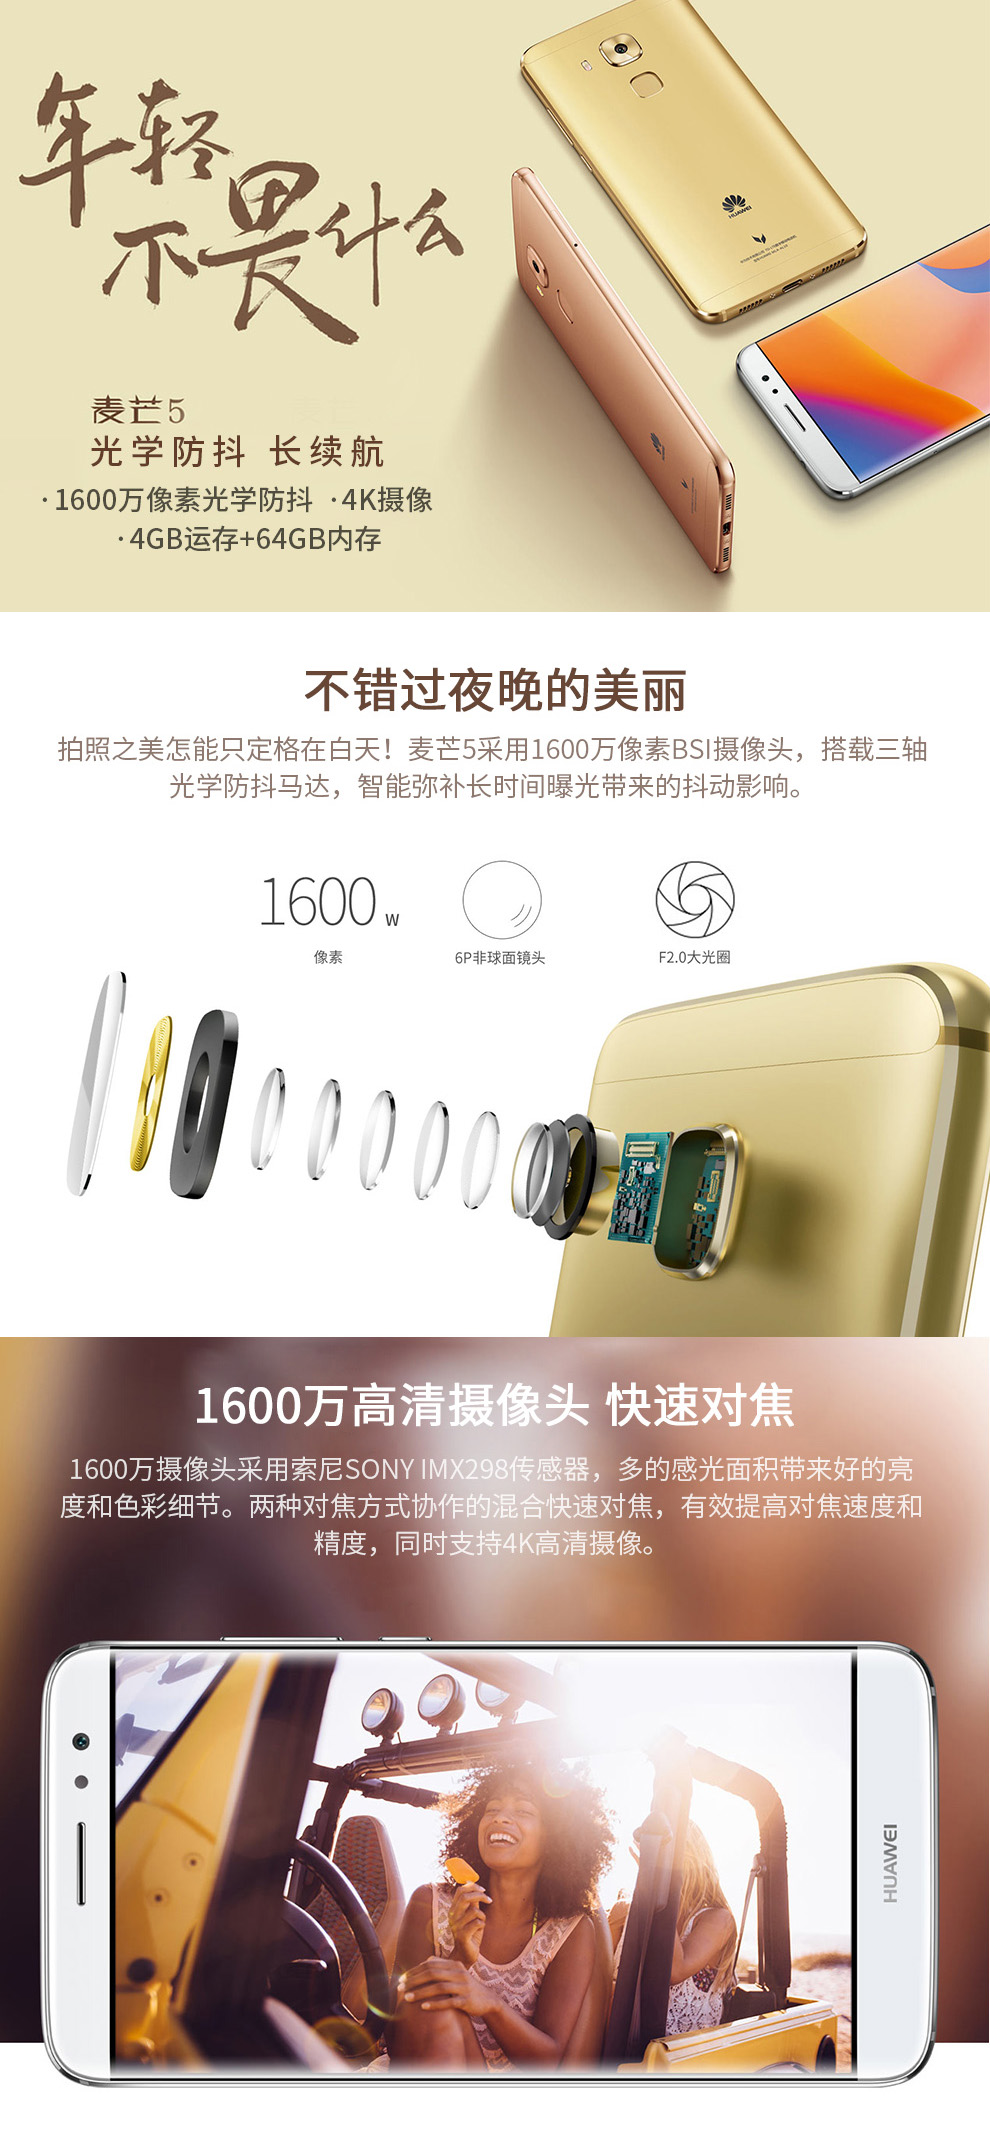 年轻
不畏什么
HUAWEI
麦芒5
光学防抖 长续航
·1600万像素光学防抖 ·4K摄像
·4GB运存+64GB内存
不错过夜晚的美丽
拍照之美怎能只定格在白天！麦芒5采用1600万像素BSI摄像头，搭载三轴
光学防抖马达，智能弥补长时间曝光带来的抖动影响。
1600 W
像素
6P非球面镜头
F2.0大光圈
1600万高清摄像头 快速对焦
1600万摄像头采用索尼SONY IMX298传感器，多的感光面积带来好的亮
度和色彩细节。两种对焦方式协作的混合快速对焦，有效提高对焦速度和
精度，同时支持4K高清摄像。
HUAWEI